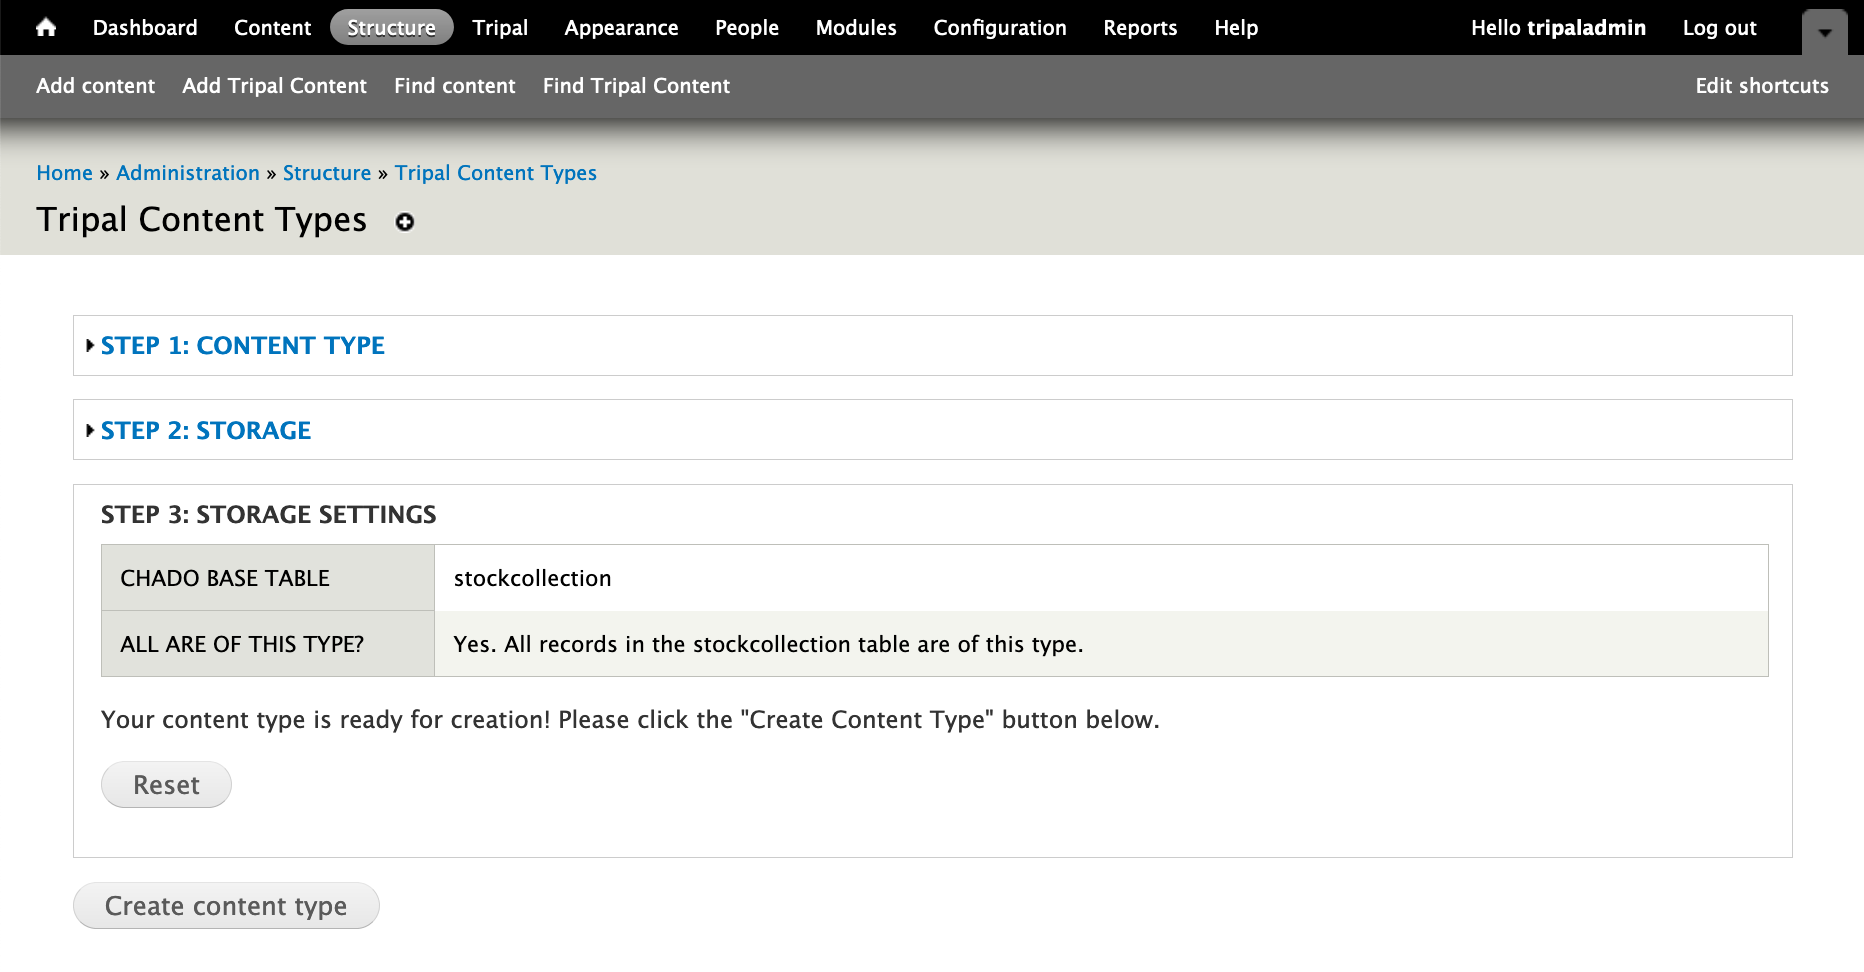 Dashboard Content Structure Tripal Appearance People Modules Configuration Reports Help Hello tripaladmin Log out
Add content Add Tripal Content Find content Find Tripal Content Edit shortcuts
Home » Administration » Structure » Tripal Content Types
Tripal Content Types
STEP 1: CONTENT TYPE
STEP 2: STORAGE
STEP 3: STORAGE SETTINGS
CHADO BASE TABLE stockcollection
ALL ARE OF THIS TYPE? Yes. All records in the stockcollection table are of this type.
Your content type is ready for creation! Please click the "Create Content Type" button below.
Reset
Create content type